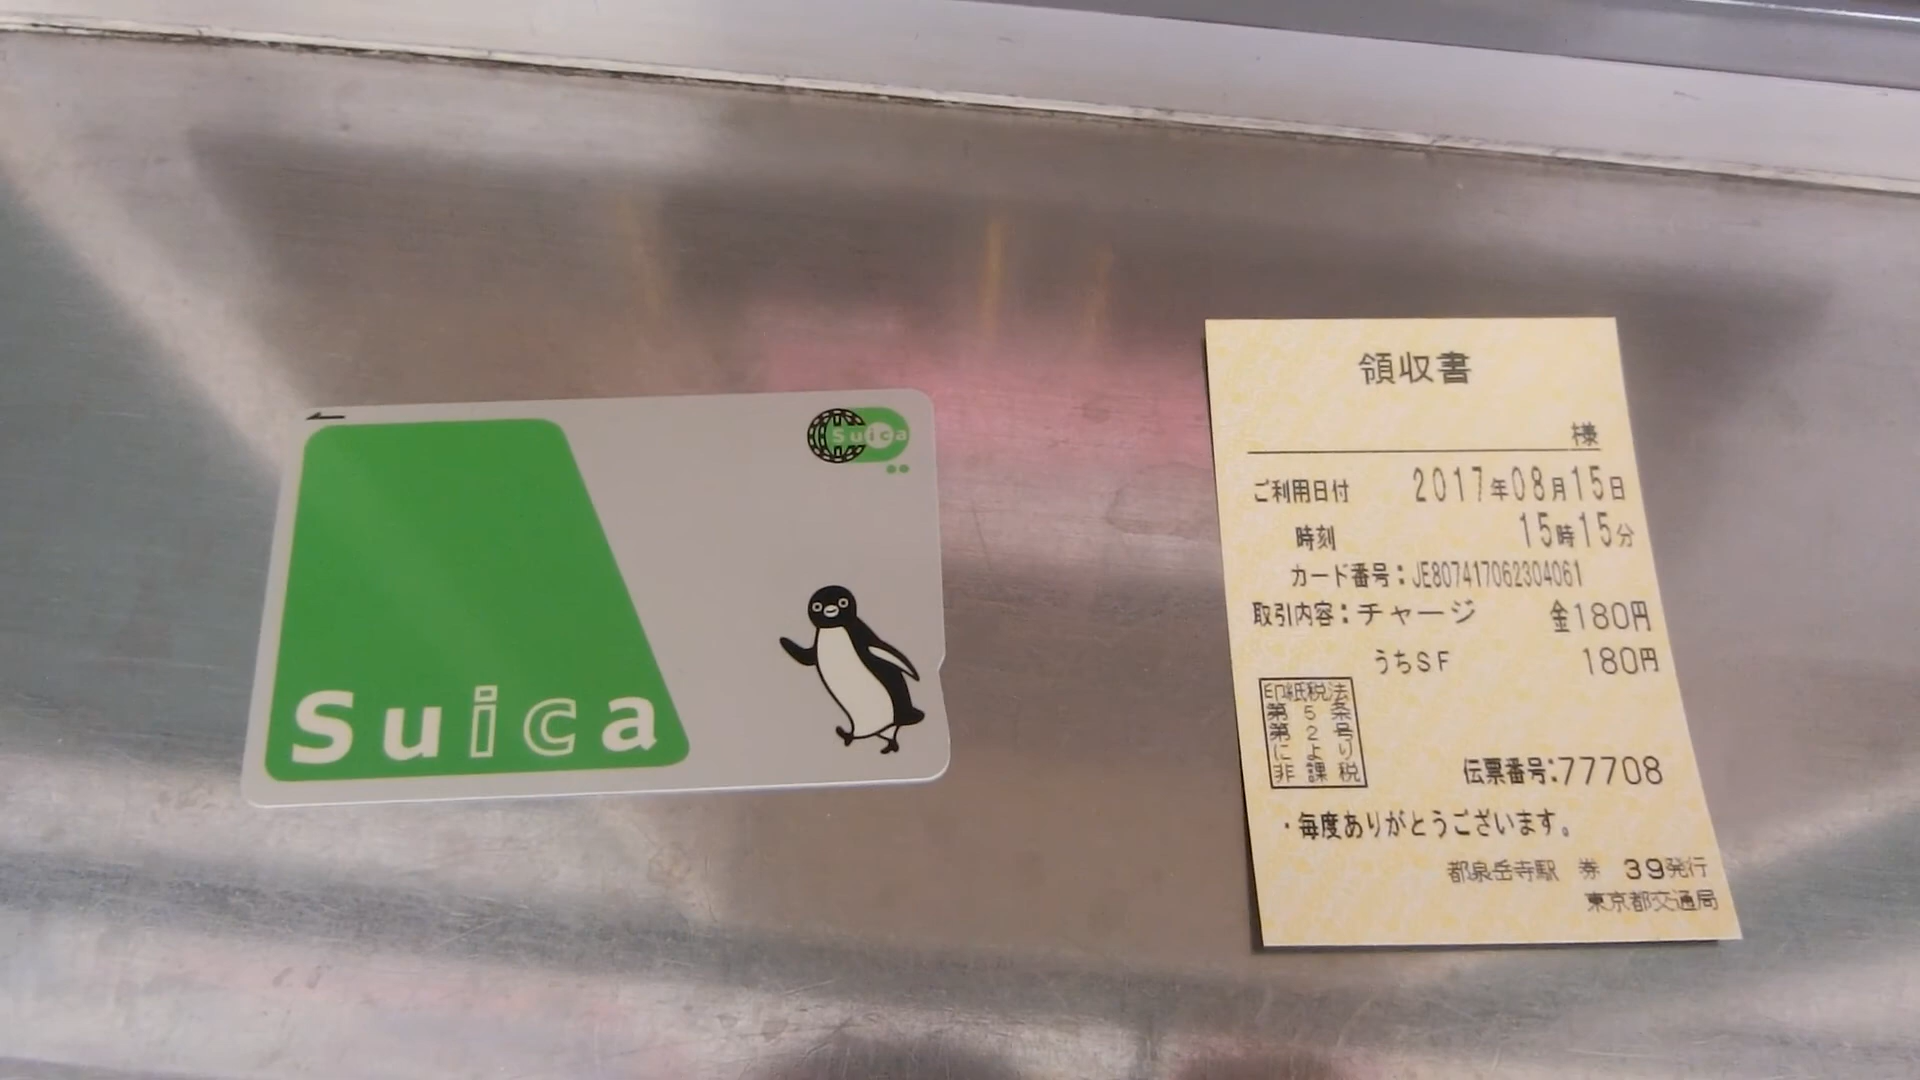 Suica
Suica
領収書
様
ご利用日付 2017年08月15日
時刻 15時15分
カード番号:JE807417062304061
取引内容:チャージ 金180円
うちSF 180円
印紙税法
第5条
第2号
により
非課税
伝票番号:77708
・毎度ありがとうございます。
都泉岳寺駅 券 39発行
東京都交通局